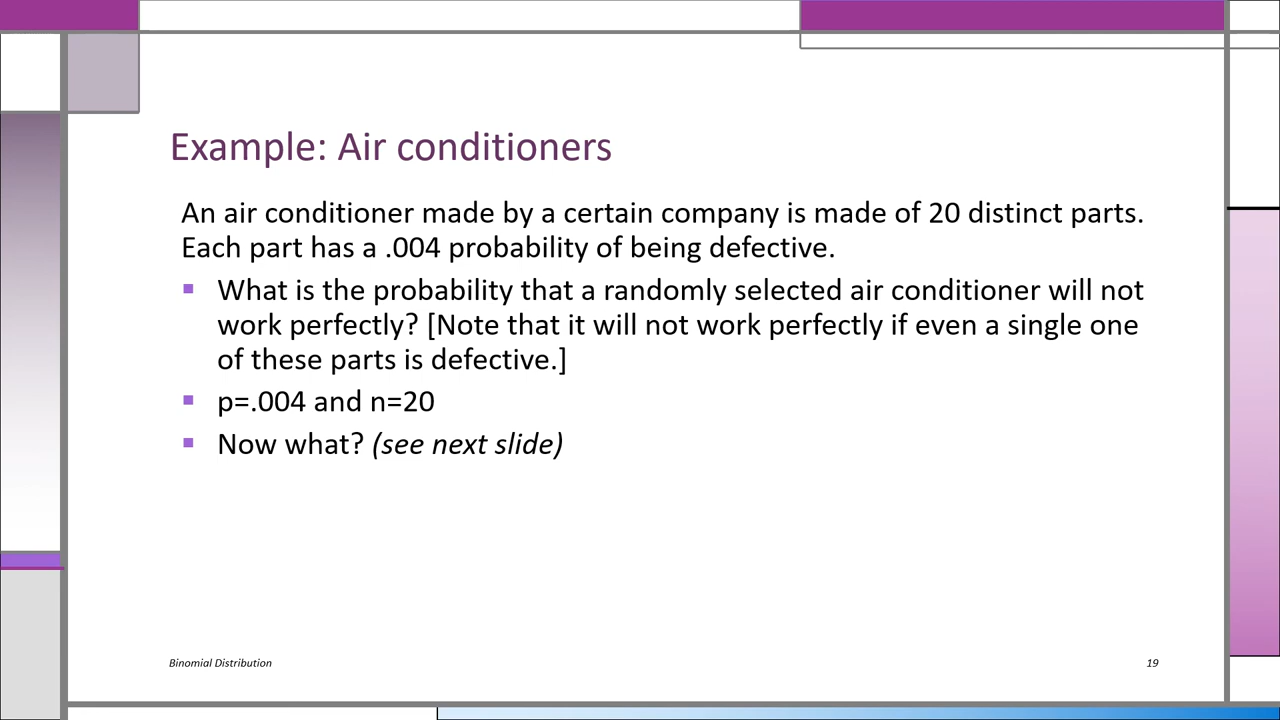 Example: Air conditioners
An air conditioner made by a certain company is made of 20 distinct parts.
Each part has a .004 probability of being defective.
▪ What is the probability that a randomly selected air conditioner will not
work perfectly? [Note that it will not work perfectly if even a single one
of these parts is defective.]
▪ p=.004 and n=20
▪ Now what? (see next slide)
Binomial Distribution
19